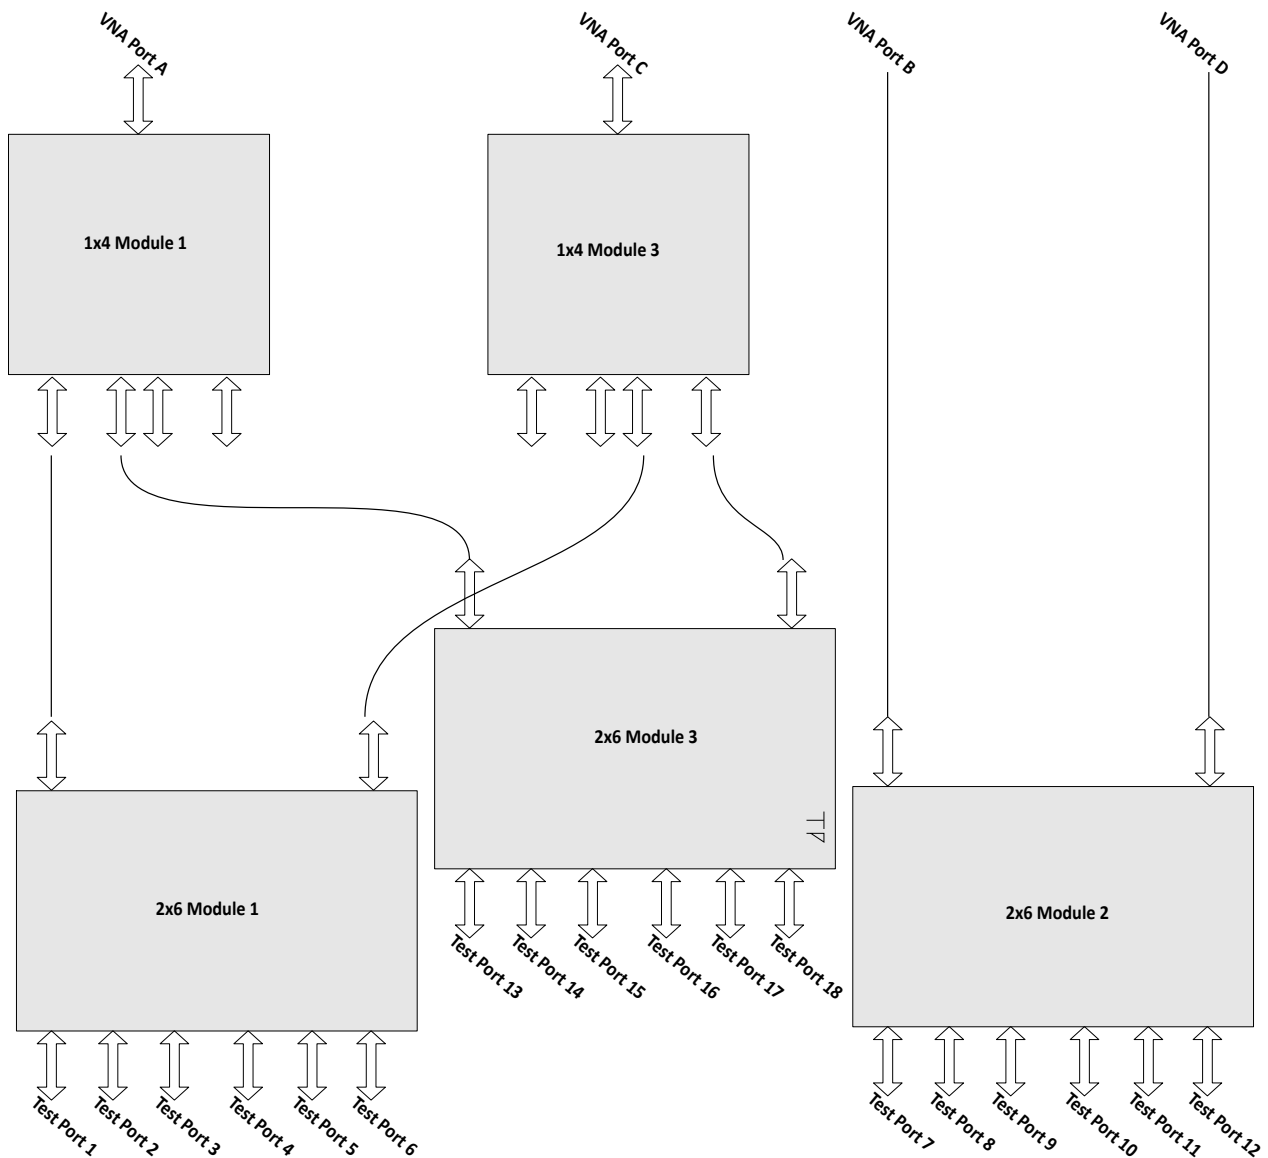 VNA Port A
VNA Port C
VNA Port B
VNA Port D
1x4 Module 1
1x4 Module 3
2x6 Module 3
TP
2x6 Module 1
2x6 Module 2
Test Port 13
Test Port 14
Test Port 15
Test Port 16
Test Port 17
Test Port 18
Test Port 1
Test Port 2
Test Port 3
Test Port 4
Test Port 5
Test Port 6
Test Port 7
Test Port 8
Test Port 9
Test Port 10
Test Port 11
Test Port 12